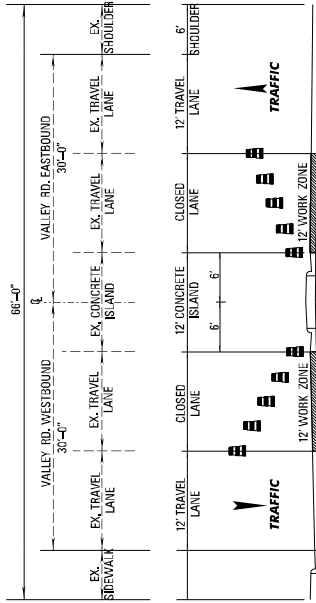 66'-0"
VALLEY RD. WESTBOUND
30'-0"
℄
VALLEY RD. EASTBOUND
30'-0"
EX.
SIDEWALK
EX. TRAVEL
LANE
EX. TRAVEL
LANE
EX. CONCRETE
ISLAND
EX. TRAVEL
LANE
EX. TRAVEL
LANE
EX.
SHOULDER
12' TRAVEL
LANE
CLOSED
LANE
12' CONCRETE
ISLAND
6'
6'
CLOSED
LANE
12' TRAVEL
LANE
6'
SHOULDER
TRAFFIC
12' WORK ZONE
12' WORK ZONE
TRAFFIC